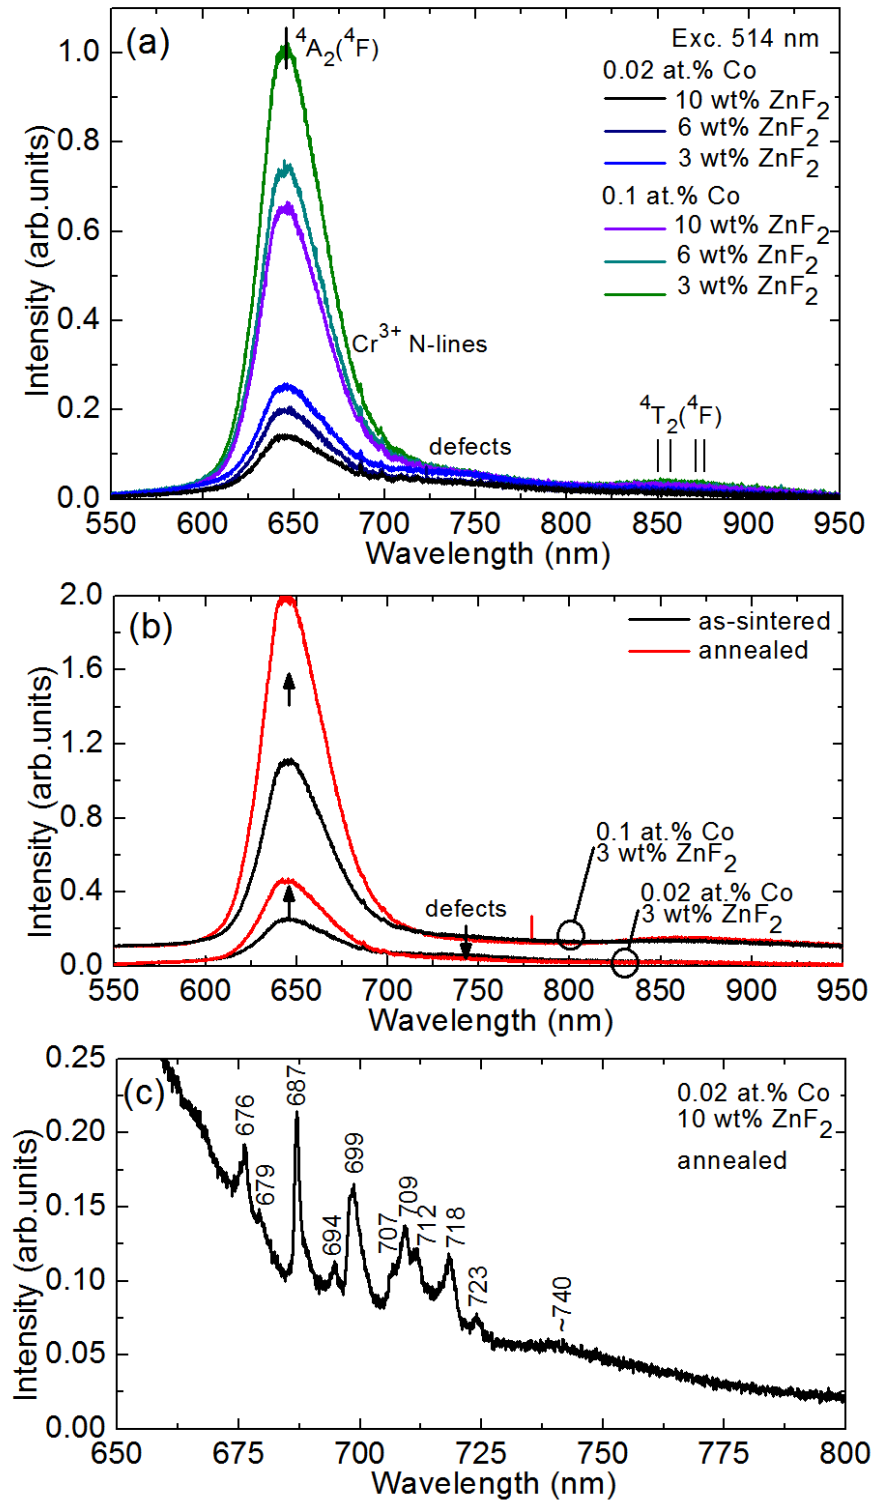 (a)
⁴A₂(⁴F)
Exc. 514 nm
0.02 at.% Co
10 wt% ZnF₂
6 wt% ZnF₂
3 wt% ZnF₂
0.1 at.% Co
10 wt% ZnF₂
6 wt% ZnF₂
3 wt% ZnF₂
Cr³⁺ N-lines
defects
⁴T₂(⁴F)
Intensity (arb.units)
1.0
0.8
0.6
0.4
0.2
0.0
550 600 650 700 750 800 850 900 950
Wavelength (nm)
(b)
as-sintered
annealed
0.1 at.% Co
3 wt% ZnF₂
0.02 at.% Co
3 wt% ZnF₂
defects
Intensity (arb.units)
2.0
1.6
1.2
0.8
0.4
0.0
550 600 650 700 750 800 850 900 950
Wavelength (nm)
(c)
0.02 at.% Co
10 wt% ZnF₂
annealed
676
679
687
694
699
707
709
712
718
723
~740
Intensity (arb.units)
0.25
0.20
0.15
0.10
0.05
0.00
650 675 700 725 750 775 800
Wavelength (nm)